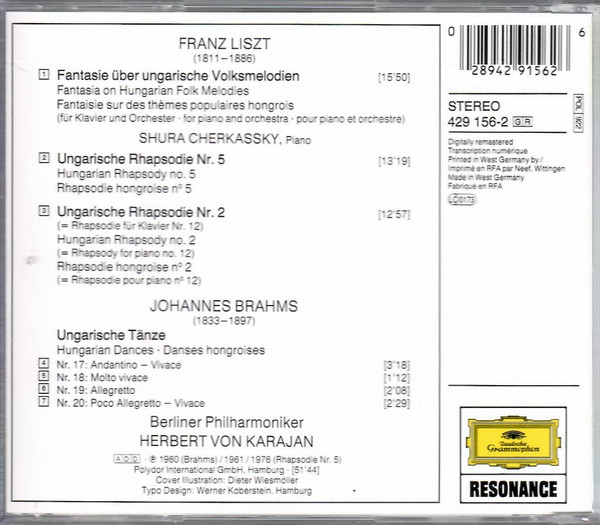 FRANZ LISZT
(1811–1886)
1 Fantasie über ungarische Volksmelodien [15'50]
Fantasia on Hungarian Folk Melodies
Fantaisie sur des thèmes populaires hongrois
(für Klavier und Orchester · for piano and orchestra · pour piano et orchestre)
SHURA CHERKASSKY, Piano
2 Ungarische Rhapsodie Nr. 5 [13'19]
Hungarian Rhapsody no. 5
Rhapsodie hongroise n° 5
3 Ungarische Rhapsodie Nr. 2 [12'57]
(= Rhapsodie für Klavier Nr. 12)
Hungarian Rhapsody no. 2
(= Rhapsody for piano no. 12)
Rhapsodie hongroise n° 2
(= Rhapsodie pour piano n° 12)
JOHANNES BRAHMS
(1833–1897)
Ungarische Tänze
Hungarian Dances · Danses hongroises
4 Nr. 17: Andantino – Vivace [3'18]
5 Nr. 18: Molto vivace [1'12]
6 Nr. 19: Allegretto [2'08]
7 Nr. 20: Poco Allegretto – Vivace [2'29]
Berliner Philharmoniker
HERBERT VON KARAJAN
ADD · ℗ 1960 (Brahms) / 1961 / 1976 (Rhapsodie Nr. 5)
Polydor International GmbH, Hamburg · [51'44]
Cover Illustration: Dieter Wiesmöller
Typo Design: Werner Koberstein, Hamburg
0 28942 91562 6
STEREO
429 156-2 GR
POL 922
Digitally remastered
Transcription numérique
Printed in West Germany by /
Imprimé en RFA par Neef, Wittingen
Made in West Germany
Fabriqué en RFA
LC 0173
Deutsche
Grammophon
RESONANCE